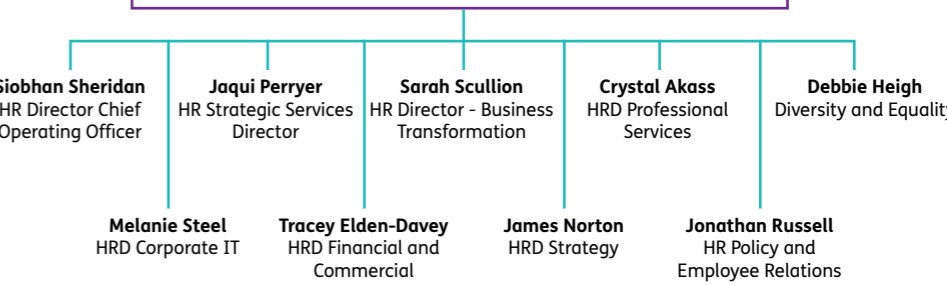 Siobhan Sheridan
HR Director Chief
Operating Officer
Jaqui Perryer
HR Strategic Services
Director
Sarah Scullion
HR Director - Business
Transformation
Crystal Akass
HRD Professional
Services
Debbie Heigh
Diversity and Equality
Melanie Steel
HRD Corporate IT
Tracey Elden-Davey
HRD Financial and
Commercial
James Norton
HRD Strategy
Jonathan Russell
HR Policy and
Employee Relations